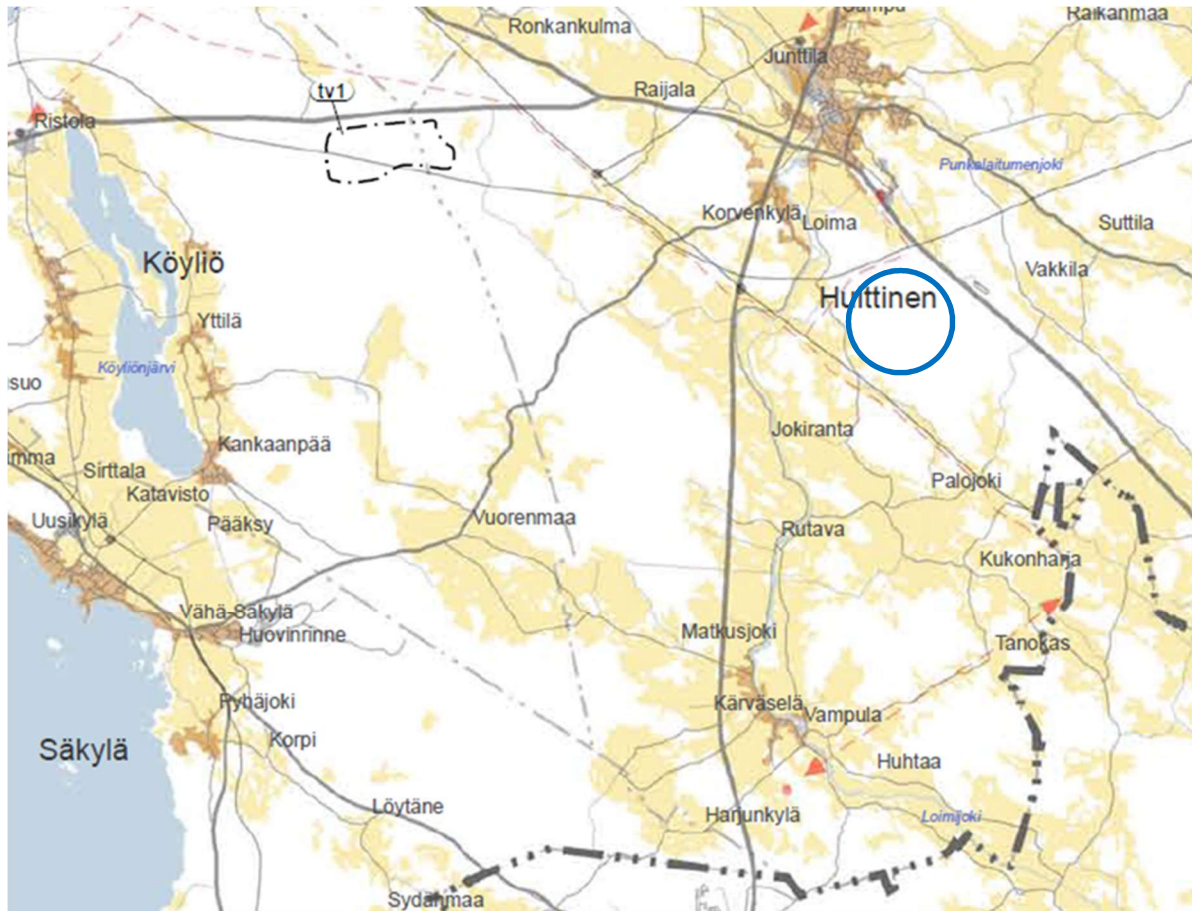 Ronkankulma
Raikanmaa
Junttila
tv1
Raijala
Ristola
Punkalaitumenjoki
Korvenkylä
Loima
Suttila
Köyliö
Vakkila
Huittinen
Yttilä
Köyliönjärvi
Jokiranta
Kankaanpää
Sirttala
Palojoki
Katavisto
Uusikylä
Pääksy
Vuorenmaa
Rutava
Kukonharja
Vähä-Säkylä
Huovinrinne
Matkusjoki
Tanokas
Pyhäjoki
Kärväselä
Vampula
Korpi
Säkylä
Huhtaa
Löytäne
Harjunkylä
Loimijoki
Sydähmaa